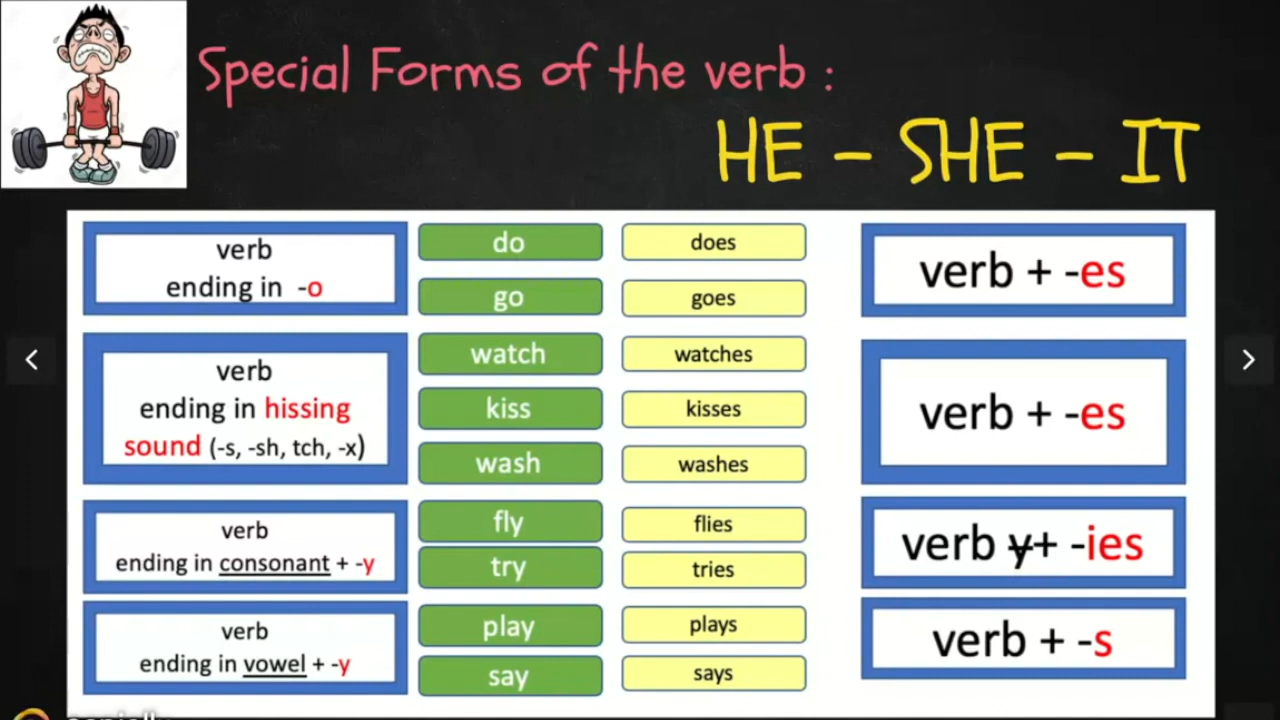 Special Forms of the verb :
HE - SHE - IT
verb
ending in -o
do
does
go
goes
verb + -es
verb
ending in hissing
sound (-s, -sh, tch, -x)
watch
watches
kiss
kisses
wash
washes
verb + -es
verb
ending in consonant + -y
fly
flies
try
tries
verb y+ -ies
verb
ending in vowel + -y
play
plays
say
says
verb + -s